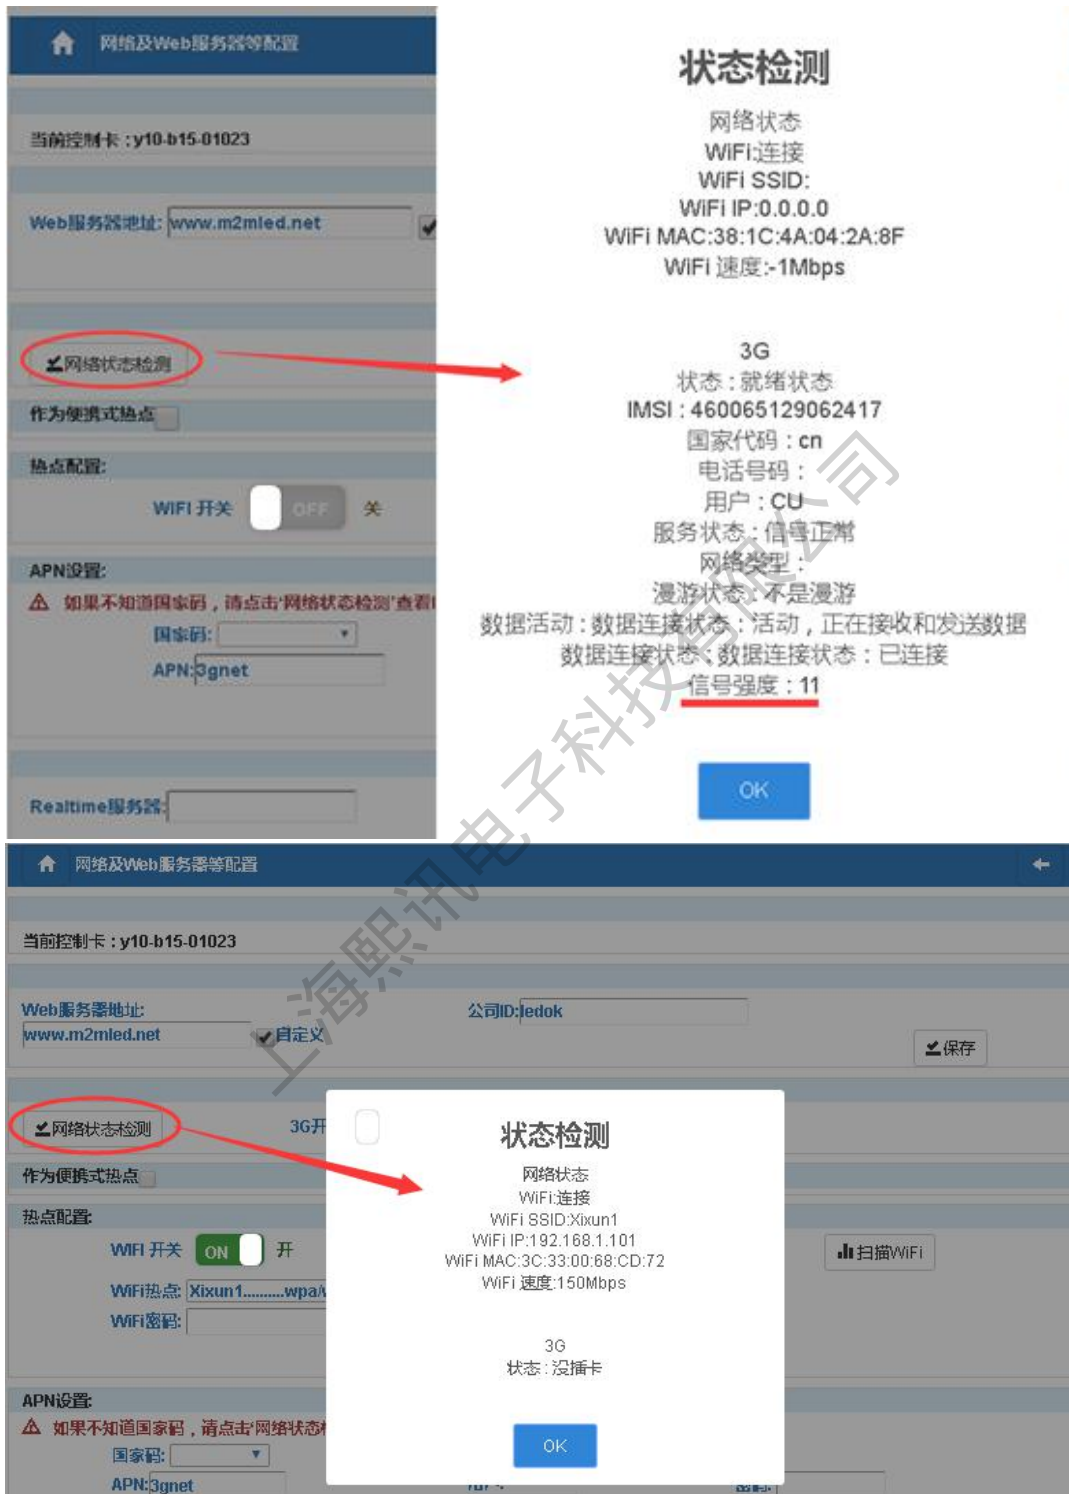 网络及Web服务器等配置
当前控制卡：y10-b15-01023
Web服务器地址: www.m2mled.net
网络状态检测
作为便携式热点
热点配置:
WIFI 开关 OFF 关
APN设置:
如果不知道国家码，请点击'网络状态检测'查看
国家码:
APN:3gnet
Realtime服务器:
状态检测
网络状态
WiFi:连接
WiFi SSID:
WiFi IP:0.0.0.0
WiFi MAC:38:1C:4A:04:2A:8F
WiFi 速度:-1Mbps
3G
状态：就绪状态
IMSI：460065129062417
国家代码：cn
电话号码：
用户：CU
服务状态：信号正常
网络类型：
漫游状态：不是漫游
数据活动：数据连接状态：活动，正在接收和发送数据
数据连接状态：数据连接状态：已连接
信号强度：11
OK
网络及Web服务器等配置
当前控制卡：y10-b15-01023
Web服务器地址:
www.m2mled.net 自定义
公司ID:ledok
保存
网络状态检测 3G开
作为便携式热点
热点配置:
WIFI 开关 ON 开
扫描WiFi
WiFi热点: Xixun1.........wpa/
WiFi密码:
APN设置:
如果不知道国家码，请点击'网络状态
国家码:
APN:3gnet
密码:
状态检测
网络状态
WiFi:连接
WiFi SSID:Xixun1
WiFi IP:192.168.1.101
WiFi MAC:3C:33:00:68:CD:72
WiFi 速度:150Mbps
3G
状态：没插卡
OK
上海熙讯电子科技有限公司